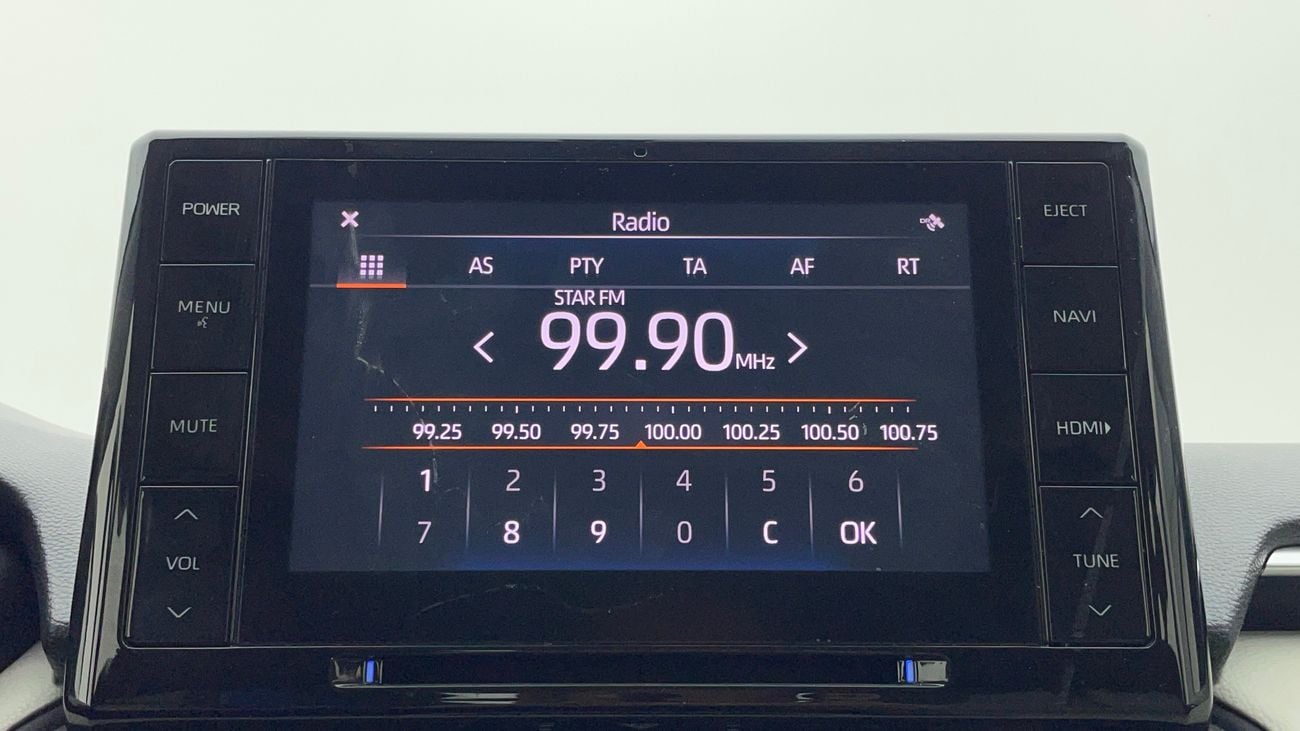 POWER
MENU
MUTE
VOL
Radio
AS PTY TA AF RT
STAR FM
99.90 MHz
99.25 99.50 99.75 100.00 100.25 100.50 100.75
1 2 3 4 5 6
7 8 9 0 C OK
EJECT
NAVI
HDMI
TUNE